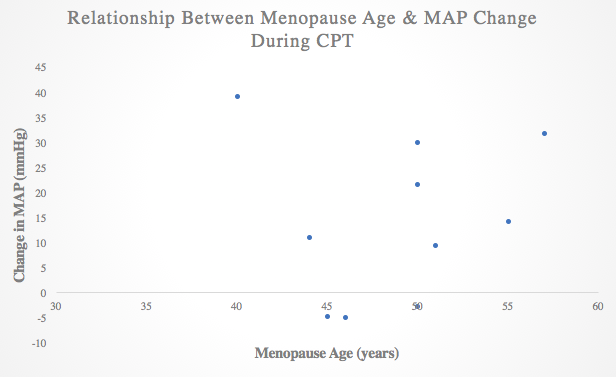 Relationship Between Menopause Age & MAP Change
During CPT
Change in MAP (mmHg)
45
40
35
30
25
20
15
10
5
0
-5
-10
30 35 40 45 50 55 60
Menopause Age (years)